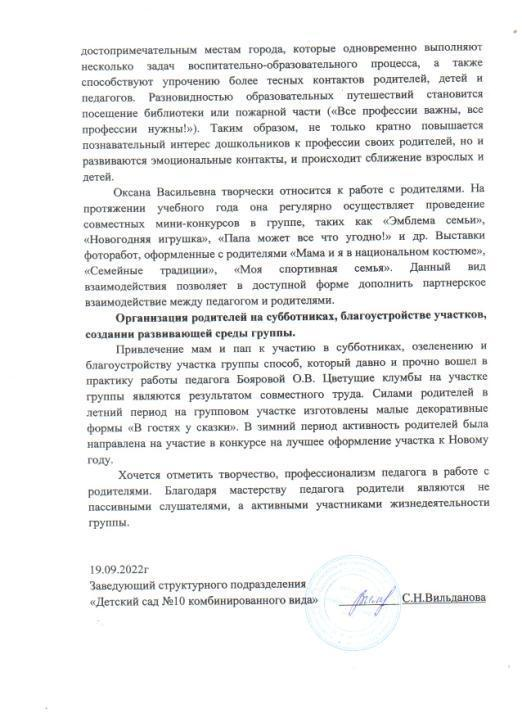 достопримечательным местам города, которые одновременно выполняют
несколько задач воспитательно-образовательного процесса, а также
способствуют упрочению более тесных контактов родителей, детей и
педагогов. Разновидностью образовательных путешествий становится
посещение библиотеки или пожарной части («Все профессии важны, все
профессии нужны!»). Таким образом, не только кратно повышается
познавательный интерес дошкольников к профессии своих родителей, но и
развиваются эмоциональные контакты, и происходит сближение взрослых и
детей.
Оксана Васильевна творчески относится к работе с родителями. На
протяжении учебного года она регулярно осуществляет проведение
совместных мини-конкурсов в группе, таких как «Эмблема семьи»,
«Новогодняя игрушка», «Папа может все что угодно!» и др. Выставки
фоторабот, оформленные с родителями «Мама и я в национальном костюме»,
«Семейные традиции», «Моя спортивная семья». Данный вид
взаимодействия позволяет в доступной форме дополнить партнерское
взаимодействие между педагогом и родителями.
Организация родителей на субботниках, благоустройстве участков,
создании развивающей среды группы.
Привлечение мам и пап к участию в субботниках, озеленению и
благоустройству участка группы способ, который давно и прочно вошел в
практику работы педагога Бояровой О.В. Цветущие клумбы на участке
группы являются результатом совместного труда. Силами родителей в
летний период на групповом участке изготовлены малые декоративные
формы «В гостях у сказки». В зимний период активность родителей была
направлена на участие в конкурсе на лучшее оформление участка к Новому
году.
Хочется отметить творчество, профессионализм педагога в работе с
родителями. Благодаря мастерству педагога родители являются не
пассивными слушателями, а активными участниками жизнедеятельности
группы.
19.09.2022г
Заведующий структурного подразделения
«Детский сад №10 комбинированного вида» С.Н.Вильданова